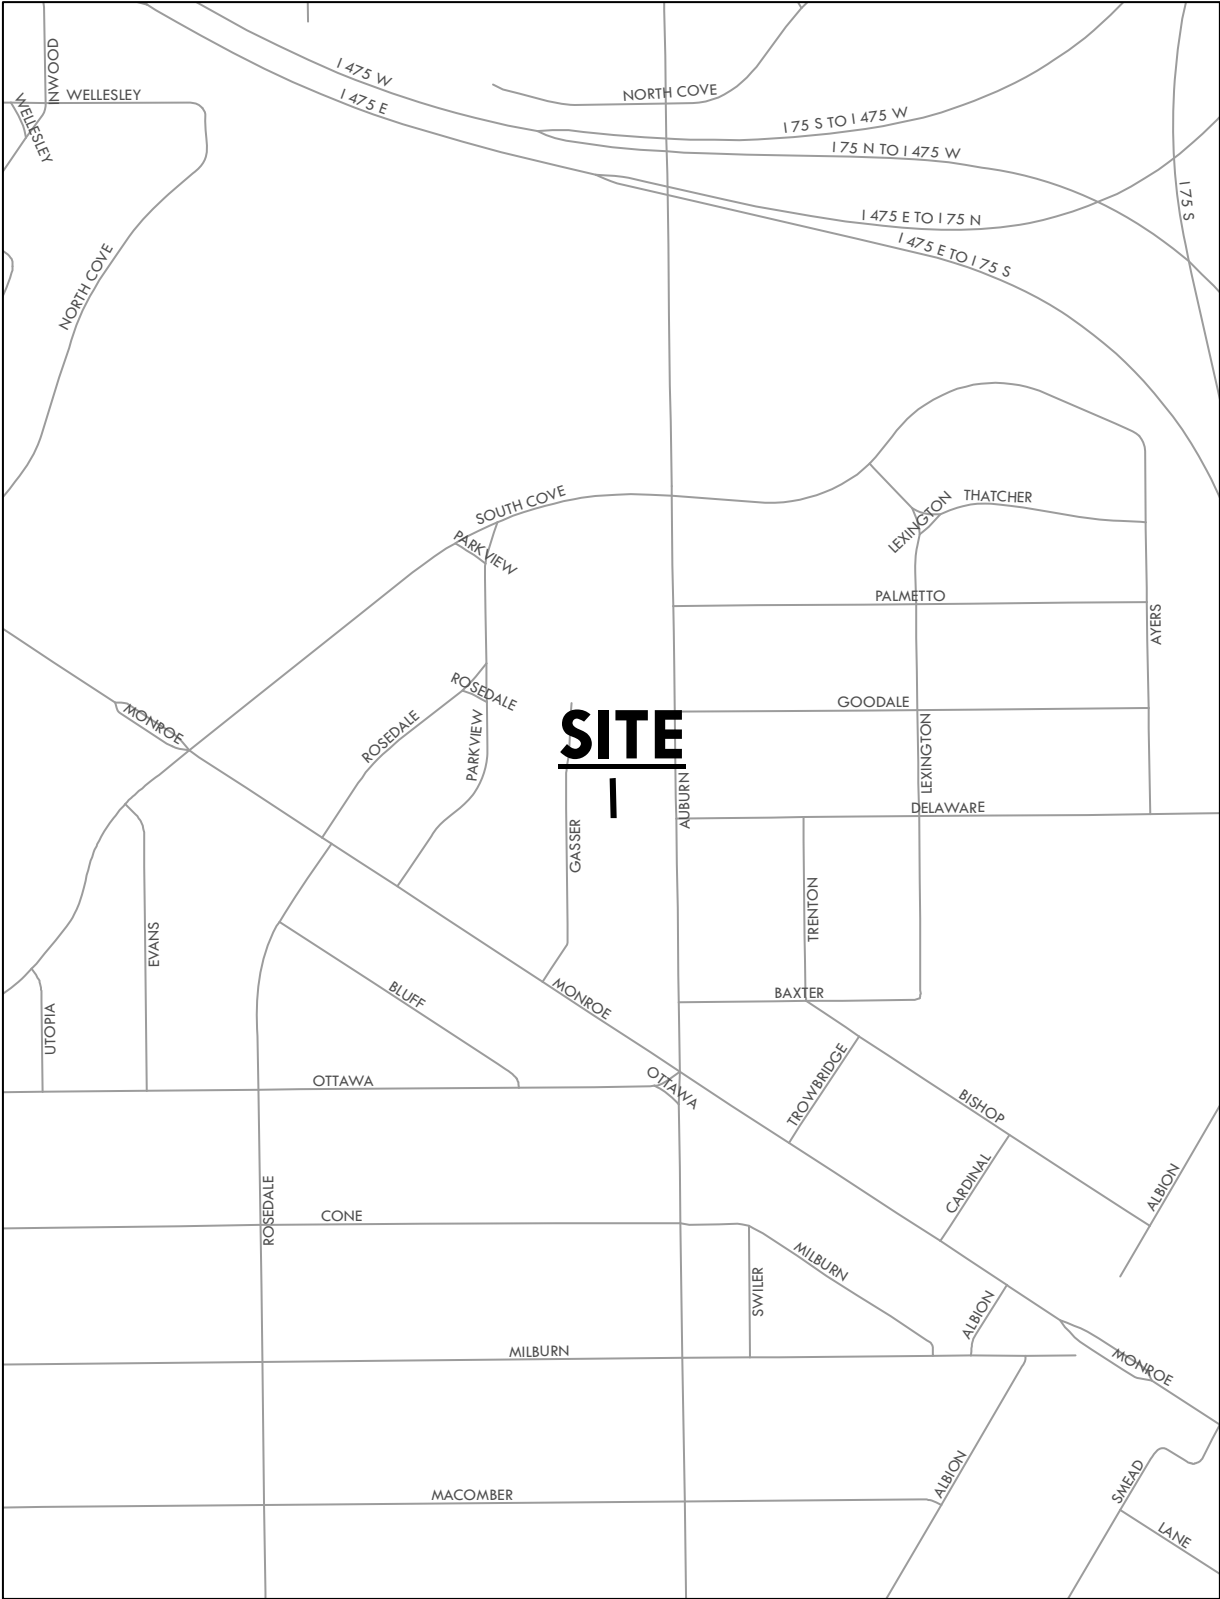 INWOOD
WELLESLEY
WELLESLEY
I 475 W
I 475 E
NORTH COVE
I 75 S TO I 475 W
I 75 N TO I 475 W
I 75 S
I 475 E TO I 75 N
I 475 E TO I 75 S
NORTH COVE
SOUTH COVE
PARKVIEW
LEXINGTON
THATCHER
PALMETTO
AYERS
ROSEDALE
MONROE
ROSEDALE
PARKVIEW
SITE
GOODALE
LEXINGTON
AUBURN
DELAWARE
GASSER
TRENTON
EVANS
BLUFF
MONROE
BAXTER
UTOPIA
OTTAWA
OTTAWA
TROWBRIDGE
BISHOP
CARDINAL
ALBION
ROSEDALE
CONE
MILBURN
SWILER
ALBION
MILBURN
MONROE
MACOMBER
ALBION
SMEAD
LANE